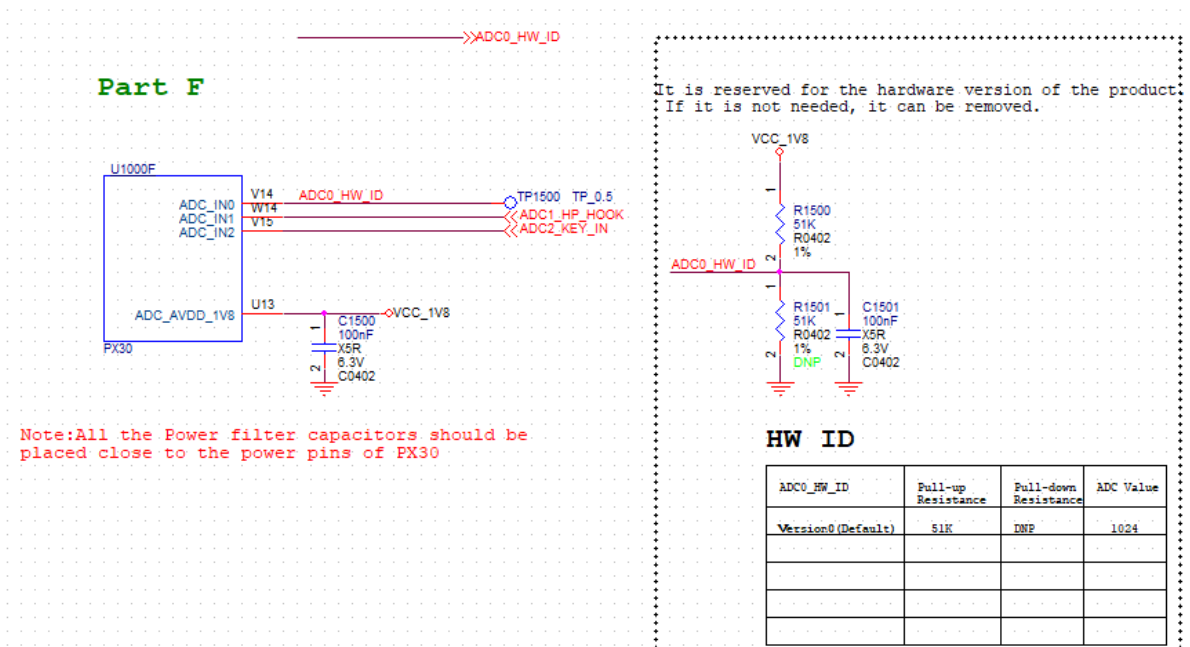 ADC0_HW_ID
Part F
It is reserved for the hardware version of the product.
If it is not needed, it can be removed.
VCC_1V8
U1000F
ADC_IN0 V14 ADC0_HW_ID TP1500 TP_0.5
ADC_IN1 W14 ADC1_HP_HOOK
ADC_IN2 V15 ADC2_KEY_IN
ADC_AVDD_1V8 U13 VCC_1V8
PX30
1
C1500
100nF
X5R
6.3V
2
C0402
1
R1500
51K
R0402
2
1%
ADC0_HW_ID
1
R1501
51K
R0402
1%
2
DNP
1
C1501
100nF
X5R
6.3V
2
C0402
Note:All the Power filter capacitors should be
placed close to the power pins of PX30
HW ID
ADC0_HW_ID Pull-up Resistance Pull-down Resistance ADC Value
Version0(Default) 51K DNP 1024